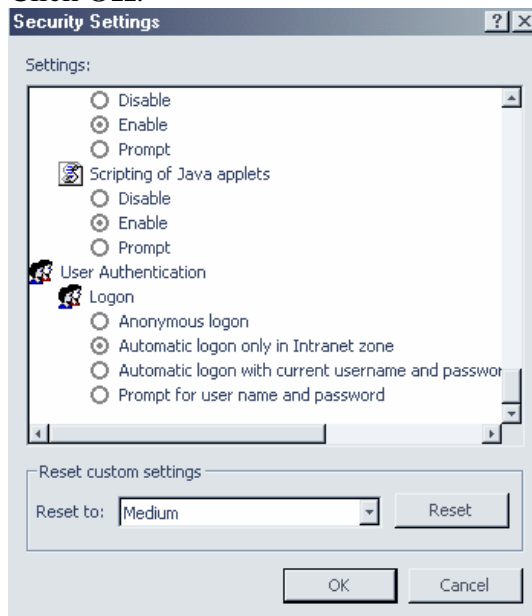 Security Settings
Settings:
Disable
Enable
Prompt
Scripting of Java applets
Disable
Enable
Prompt
User Authentication
Logon
Anonymous logon
Automatic logon only in Intranet zone
Automatic logon with current username and passwor
Prompt for user name and password
Reset custom settings
Reset to: Medium Reset
OK Cancel